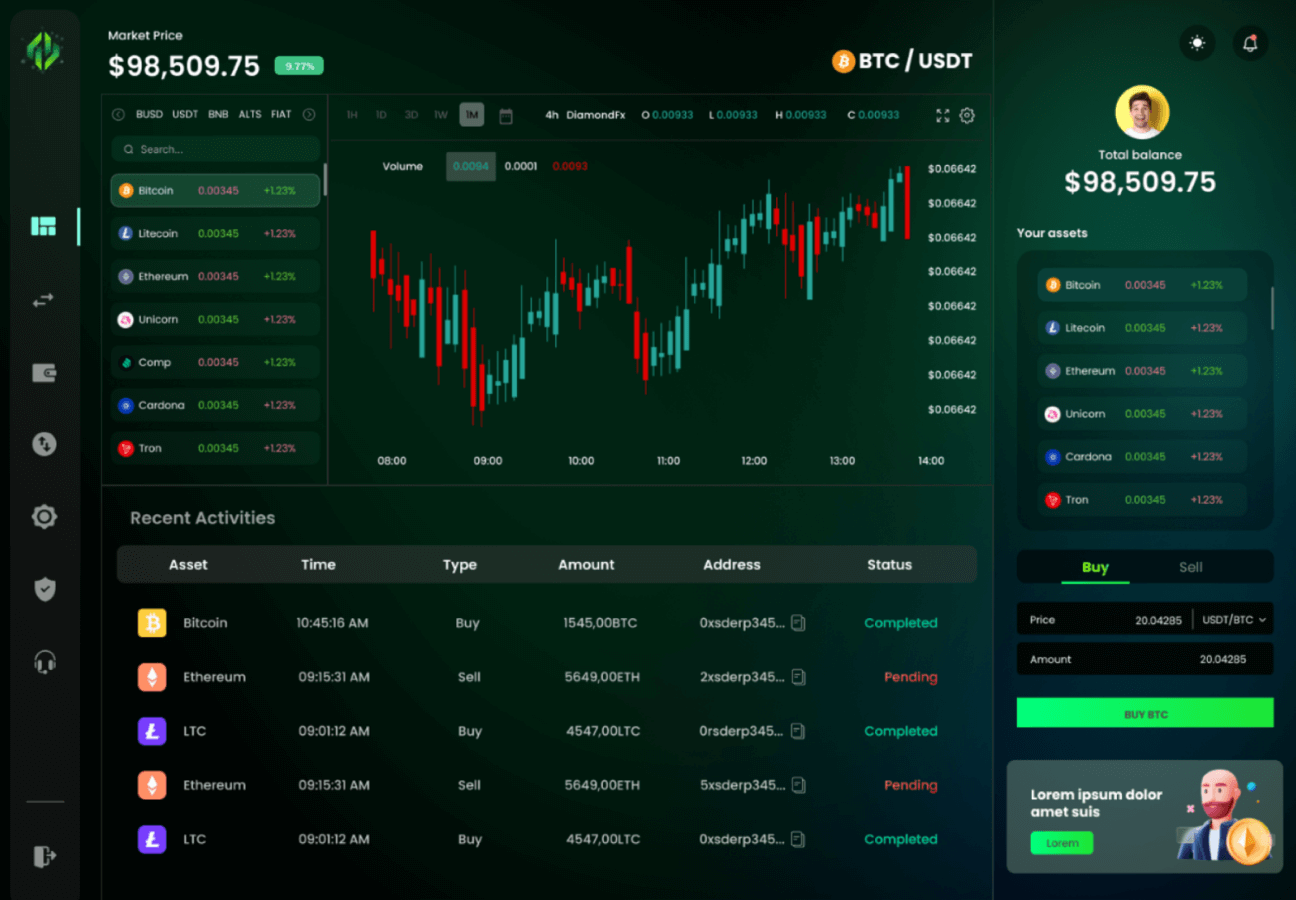 Market Price
$98,509.75 9.77%
BTC / USDT
BUSD USDT BNB ALTS FIAT
Search...
Bitcoin 0.00345 +1.23%
Litecoin 0.00345 +1.23%
Ethereum 0.00345 +1.23%
Unicorn 0.00345 +1.23%
Comp 0.00345 +1.23%
Cardona 0.00345 +1.23%
Tron 0.00345 +1.23%
1H 1D 3D 1W 1M 4h DiamondFx O 0.00933 L 0.00933 H 0.00933 C 0.00933
Volume 0.0094 0.0001 0.0093
$0.06642
$0.06642
$0.06642
$0.06642
$0.06642
$0.06642
$0.06642
$0.06642
08:00 09:00 10:00 11:00 12:00 13:00 14:00
Recent Activities
Asset Time Type Amount Address Status
Bitcoin 10:45:16 AM Buy 1545,00BTC 0xsderp345... Completed
Ethereum 09:15:31 AM Sell 5649,00ETH 2xsderp345... Pending
LTC 09:01:12 AM Buy 4547,00LTC 0rsderp345... Completed
Ethereum 09:15:31 AM Sell 5649,00ETH 5xsderp345... Pending
LTC 09:01:12 AM Buy 4547,00LTC 0xsderp345... Completed
Total balance
$98,509.75
Your assets
Bitcoin 0.00345 +1.23%
Litecoin 0.00345 +1.23%
Ethereum 0.00345 +1.23%
Unicorn 0.00345 +1.23%
Cardona 0.00345 +1.23%
Tron 0.00345 +1.23%
Buy Sell
Price 20.04285 USDT/BTC
Amount 20.04285
BUY BTC
Lorem ipsum dolor
amet suis
Lorem